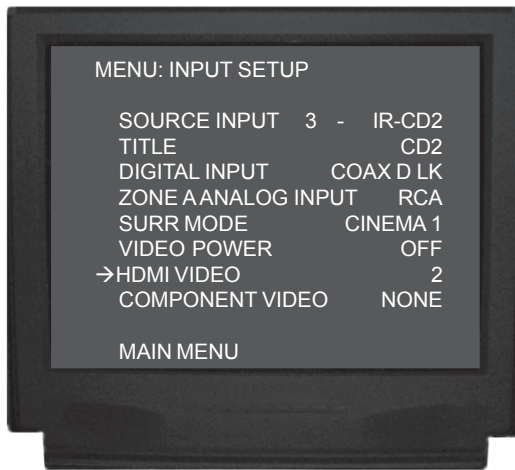 MENU: INPUT SETUP
SOURCE INPUT 3 - IR-CD2
TITLE CD2
DIGITAL INPUT COAX D LK
ZONE A ANALOG INPUT RCA
SURR MODE CINEMA 1
VIDEO POWER OFF
→HDMI VIDEO 2
COMPONENT VIDEO NONE
MAIN MENU